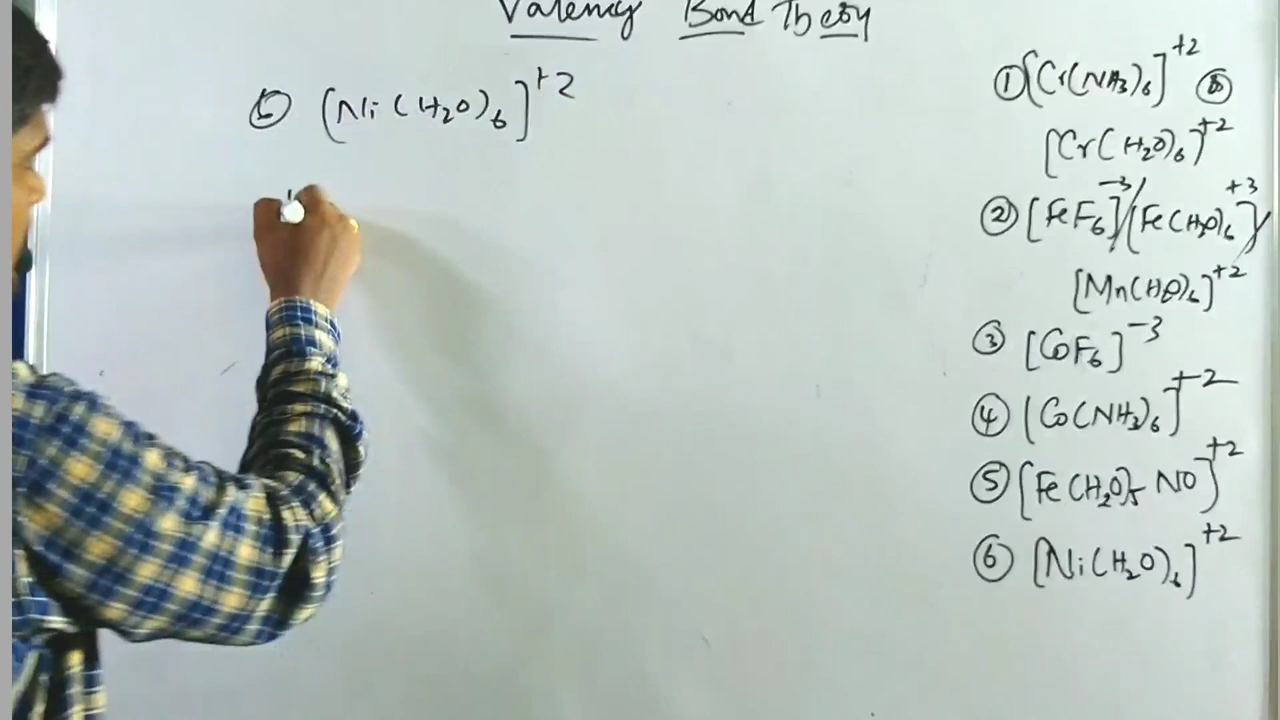 Valency Bond Theory
⑥ [Ni(H₂O)₆]⁺²
① [Cr(NH₃)₆]⁺²
[Cr(H₂O)₆]⁺²
② [FeF₆]⁻³/[Fe(H₂O)₆]⁺³/
[Mn(H₂O)₆]⁺²
③ [CoF₆]⁻³
④ [Co(NH₃)₆]⁺²
⑤ [Fe(H₂O)₅ NO]⁺²
⑥ [Ni(H₂O)₆]⁺²